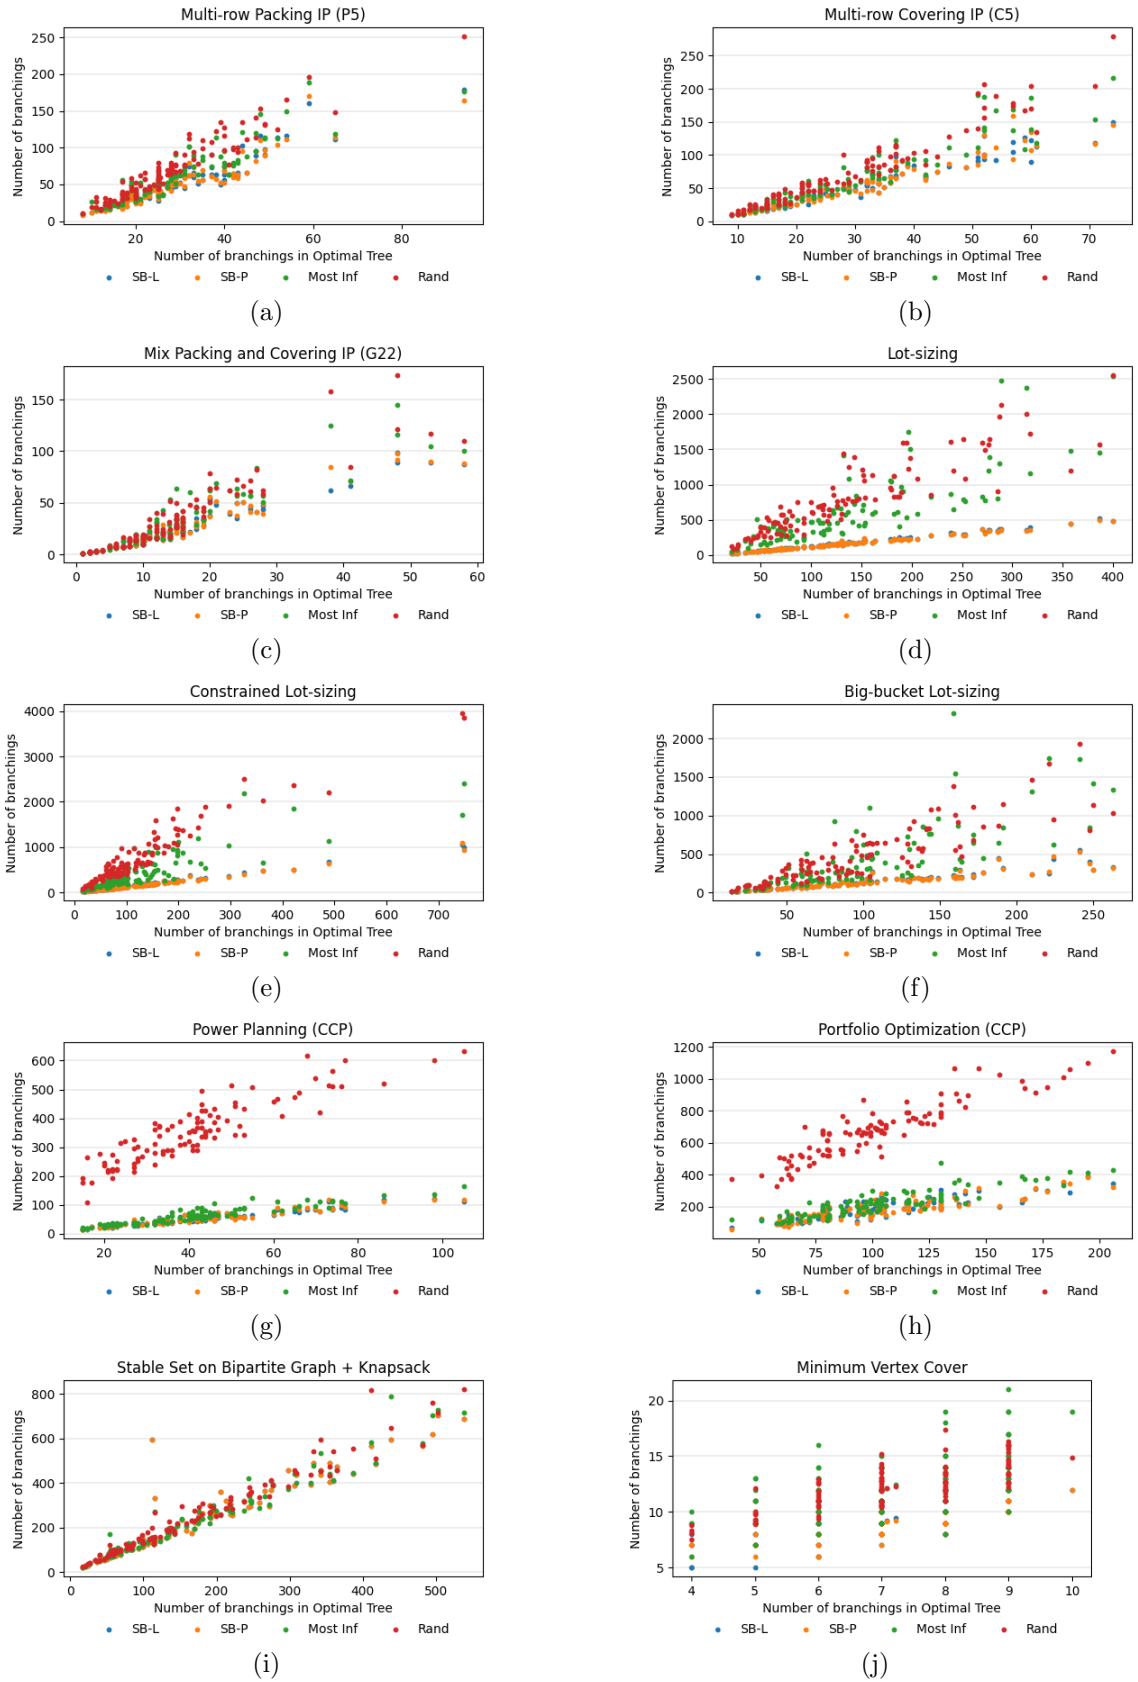 Multi-row Packing IP (P5)
Number of branchings
250
200
150
100
50
0
20 40 60 80
Number of branchings in Optimal Tree
SB-L SB-P Most Inf Rand
(a)
Multi-row Covering IP (C5)
Number of branchings
250
200
150
100
50
0
10 20 30 40 50 60 70
Number of branchings in Optimal Tree
SB-L SB-P Most Inf Rand
(b)
Mix Packing and Covering IP (G22)
Number of branchings
150
100
50
0
0 10 20 30 40 50 60
Number of branchings in Optimal Tree
SB-L SB-P Most Inf Rand
(c)
Lot-sizing
Number of branchings
2500
2000
1500
1000
500
0
50 100 150 200 250 300 350 400
Number of branchings in Optimal Tree
SB-L SB-P Most Inf Rand
(d)
Constrained Lot-sizing
Number of branchings
4000
3000
2000
1000
0
0 100 200 300 400 500 600 700
Number of branchings in Optimal Tree
SB-L SB-P Most Inf Rand
(e)
Big-bucket Lot-sizing
Number of branchings
2000
1500
1000
500
0
50 100 150 200 250
Number of branchings in Optimal Tree
SB-L SB-P Most Inf Rand
(f)
Power Planning (CCP)
Number of branchings
600
500
400
300
200
100
0
20 40 60 80 100
Number of branchings in Optimal Tree
SB-L SB-P Most Inf Rand
(g)
Portfolio Optimization (CCP)
Number of branchings
1200
1000
800
600
400
200
50 75 100 125 150 175 200
Number of branchings in Optimal Tree
SB-L SB-P Most Inf Rand
(h)
Stable Set on Bipartite Graph + Knapsack
Number of branchings
800
600
400
200
0
0 100 200 300 400 500
Number of branchings in Optimal Tree
SB-L SB-P Most Inf Rand
(i)
Minimum Vertex Cover
Number of branchings
20
15
10
5
4 5 6 7 8 9 10
Number of branchings in Optimal Tree
SB-L SB-P Most Inf Rand
(j)